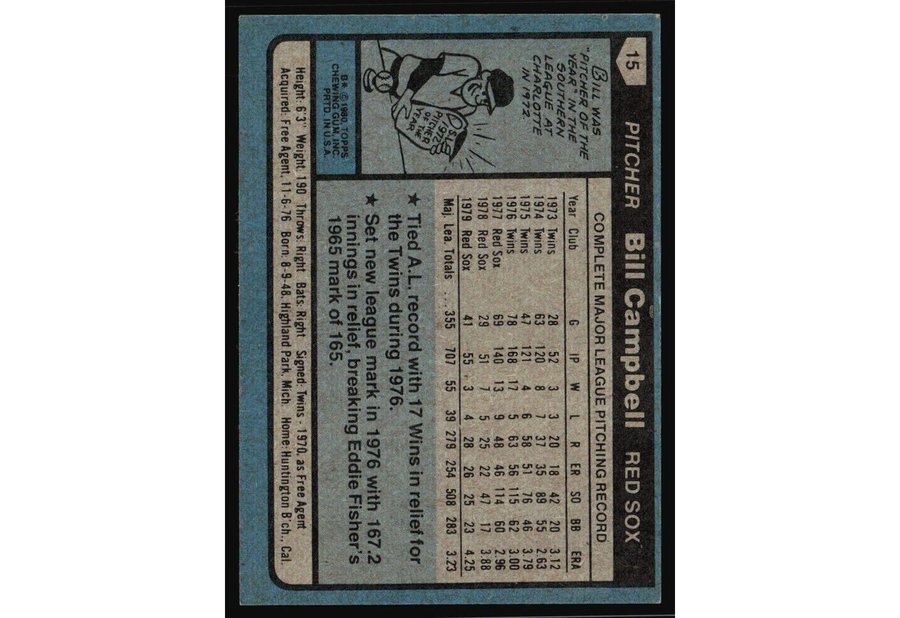 15 PITCHER Bill Campbell RED SOX
BILL WAS
"PITCHER OF THE
YEAR" IN THE
SOUTHERN
LEAGUE AT
CHARLOTTE
IN 1972.
1972
PITCHER
OF THE
YEAR
B* © 1980, TOPPS
CHEWING GUM, INC.
PRTD. IN U.S.A.
COMPLETE MAJOR LEAGUE PITCHING RECORD
Year Club G IP W L R ER SO BB ERA
1973 Twins 28 52 3 3 20 18 42 20 3.12
1974 Twins 63 120 8 7 37 35 89 55 2.63
1975 Twins 47 121 4 6 58 51 76 46 3.79
1976 Twins 78 168 17 5 63 56 115 62 3.00
1977 Red Sox 69 140 13 9 48 46 114 60 2.96
1978 Red Sox 29 51 7 5 25 22 47 17 3.88
1979 Red Sox 41 55 3 4 28 26 25 23 4.25
Maj. Lea. Totals .... 355 707 55 39 279 254 508 283 3.23
★ Tied A.L. record with 17 Wins in relief for
the Twins during 1976.
★ Set new league mark in 1976 with 167.2
innings in relief, breaking Eddie Fisher's
1965 mark of 165.
Height: 6'3" Weight: 190 Throws: Right Bats: Right Signed: Twins - 1970, as Free Agent
Acquired: Free Agent, 11-6-76 Born: 8-9-48, Highland Park, Mich. Home: Huntington B'ch., Cal.